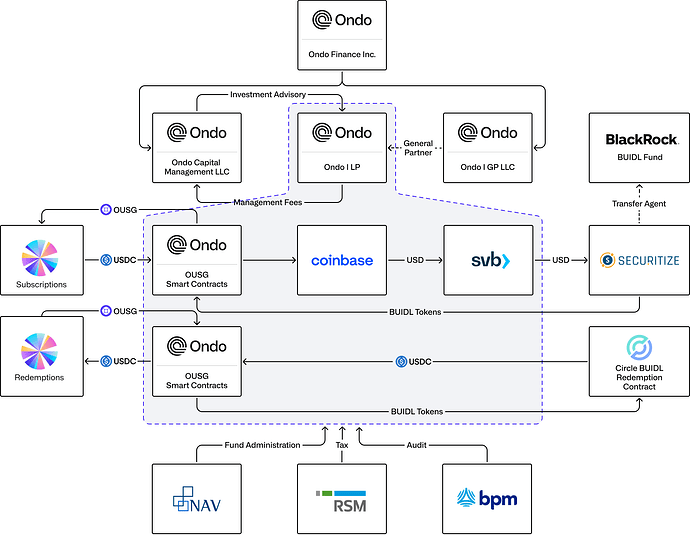 Ondo
Ondo Finance Inc.
Investment Advisory
Ondo
Ondo Capital
Management LLC
Ondo
Ondo I LP
General
Partner
Ondo
Ondo I GP LLC
BlackRock.
BUIDL Fund
Management Fees
Transfer Agent
OUSG
Subscriptions
USDC
Ondo
OUSG
Smart Contracts
coinbase
USD
svb
USD
SECURITIZE
BUIDL Tokens
OUSG
Redemptions
USDC
Ondo
OUSG
Smart Contracts
USDC
Circle BUIDL
Redemption
Contract
BUIDL Tokens
Fund Administration
Tax
Audit
NAV
RSM
bpm